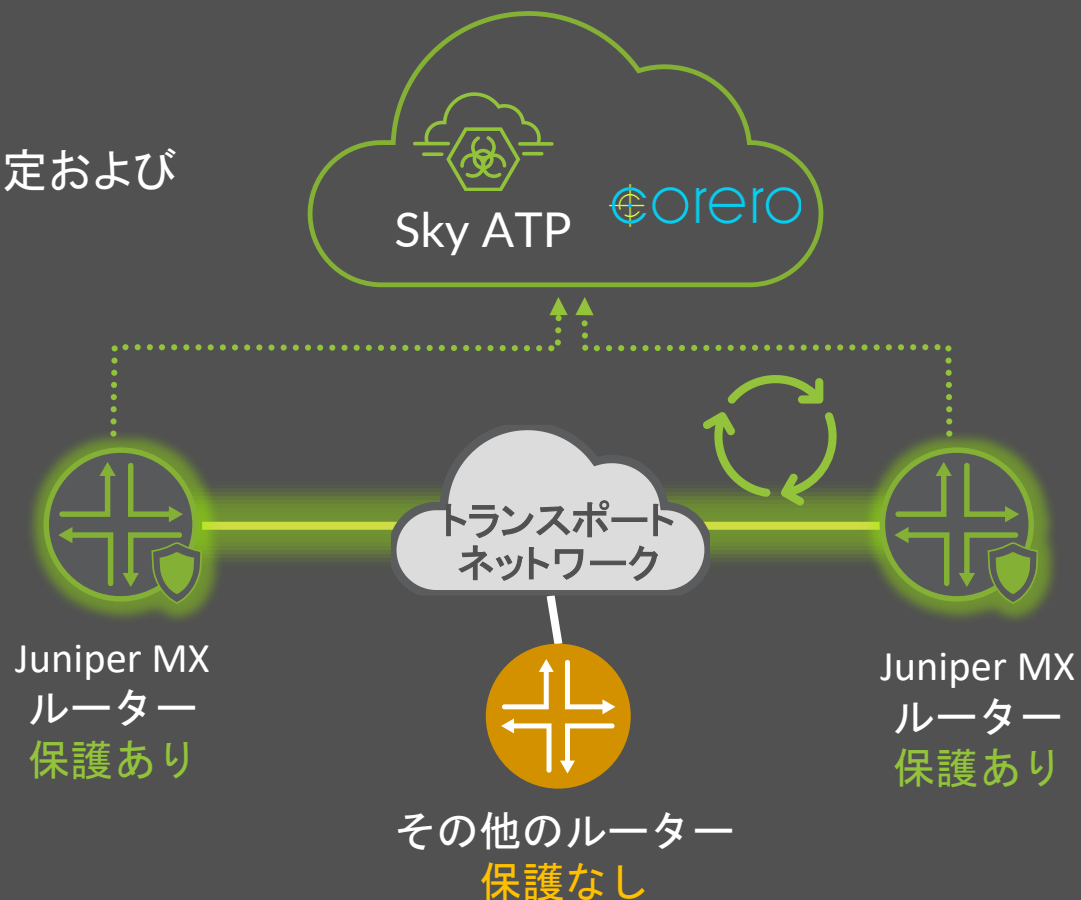 定および
Sky ATP
corero
トランスポート
ネットワーク
Juniper MX
ルーター
保護あり
Juniper MX
ルーター
保護あり
その他のルーター
保護なし